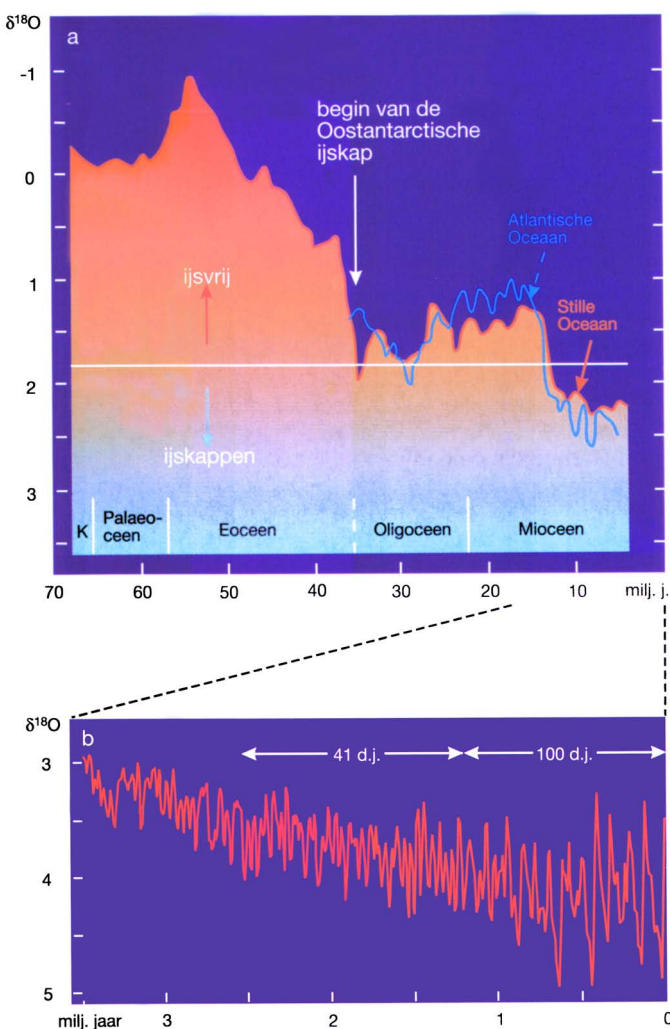 δ18O
a
-1
0
1
2
3
begin van de
Oostantarctische
ijskap
Atlantische
Oceaan
Stille
Oceaan
ijsvrij
ijskappen
K
Palaeo-
ceen
Eoceen
Oligoceen
Mioceen
70 60 50 40 30 20 10 milj. j.
δ18O
b
41 d.j. 100 d.j.
3
4
5
milj. jaar 3 2 1 0